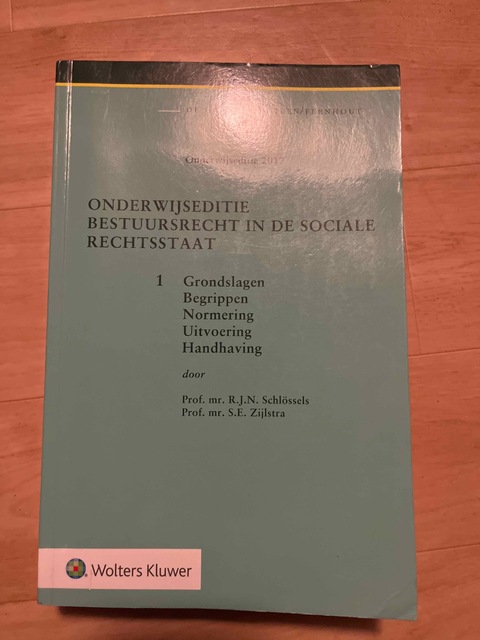 DE
Onderwijseditie 2017
ONDERWIJSEDITIE
BESTUURSRECHT IN DE SOCIALE
RECHTSSTAAT
1 Grondslagen
Begrippen
Normering
Uitvoering
Handhaving
door
Prof. mr. R.J.N. Schlössels
Prof. mr. S.E. Zijlstra
Wolters Kluwer